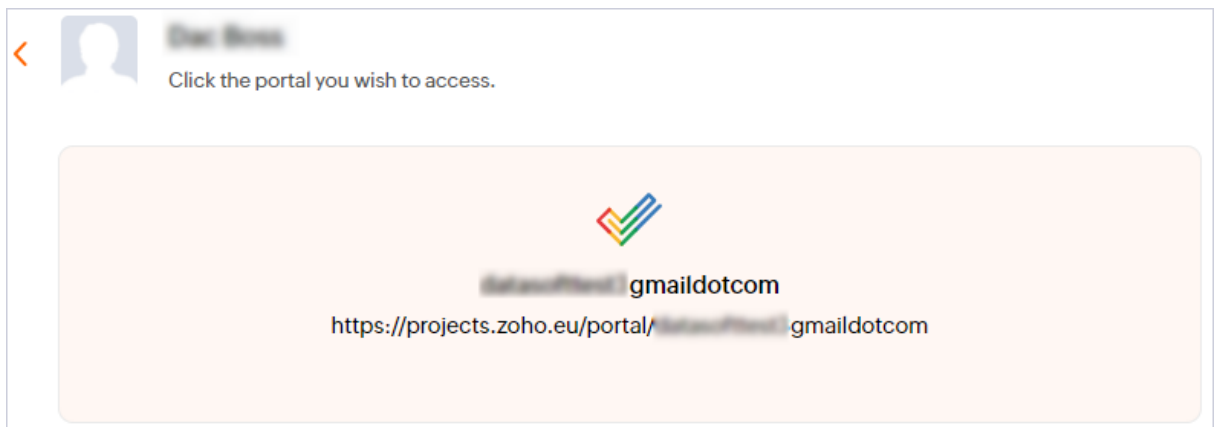 Click the portal you wish to access.
gmaildotcom
https://projects.zoho.eu/portal/ gmaildotcom